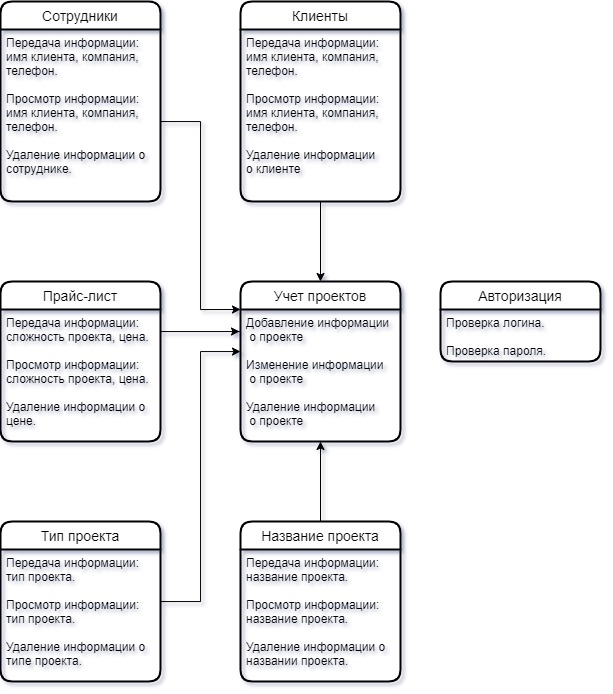 Сотрудники
Передача информации:
имя клиента, компания,
телефон.
Просмотр информации:
имя клиента, компания,
телефон.
Удаление информации о
сотруднике.
Клиенты
Передача информации:
имя клиента, компания,
телефон.
Просмотр информации:
имя клиента, компания,
телефон.
Удаление информации
о клиенте
Прайс-лист
Передача информации:
сложность проекта, цена.
Просмотр информации:
сложность проекта, цена.
Удаление информации о
цене.
Учет проектов
Добавление информации
о проекте
Изменение информации
о проекте
Удаление информации
о проекте
Авторизация
Проверка логина.
Проверка пароля.
Тип проекта
Передача информации:
тип проекта.
Просмотр информации:
тип проекта.
Удаление информации о
типе проекта.
Название проекта
Передача информации:
название проекта.
Просмотр информации:
название проекта.
Удаление информации о
названии проекта.